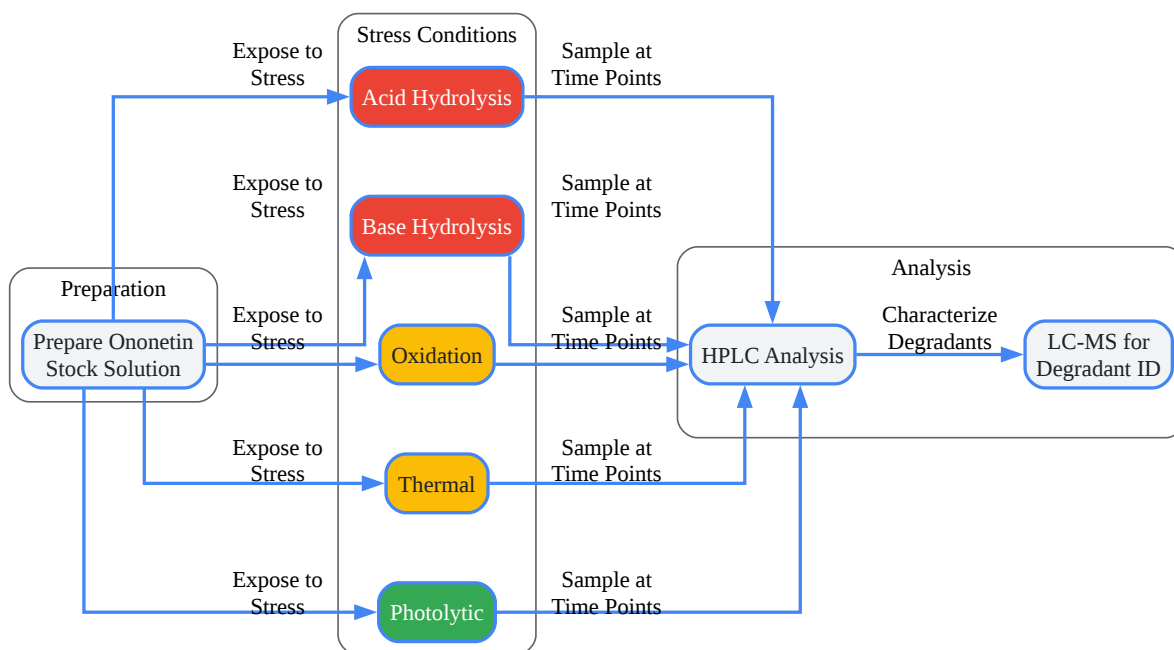 Stress Conditions
Expose to
Stress
Acid Hydrolysis
Sample at
Time Points
Expose to
Stress
Base Hydrolysis
Sample at
Time Points
Preparation
Prepare Ononetin
Stock Solution
Expose to
Stress
Oxidation
Sample at
Time Points
Analysis
HPLC Analysis
Characterize
Degradants
LC-MS for
Degradant ID
Expose to
Stress
Thermal
Sample at
Time Points
Expose to
Stress
Photolytic
Sample at
Time Points